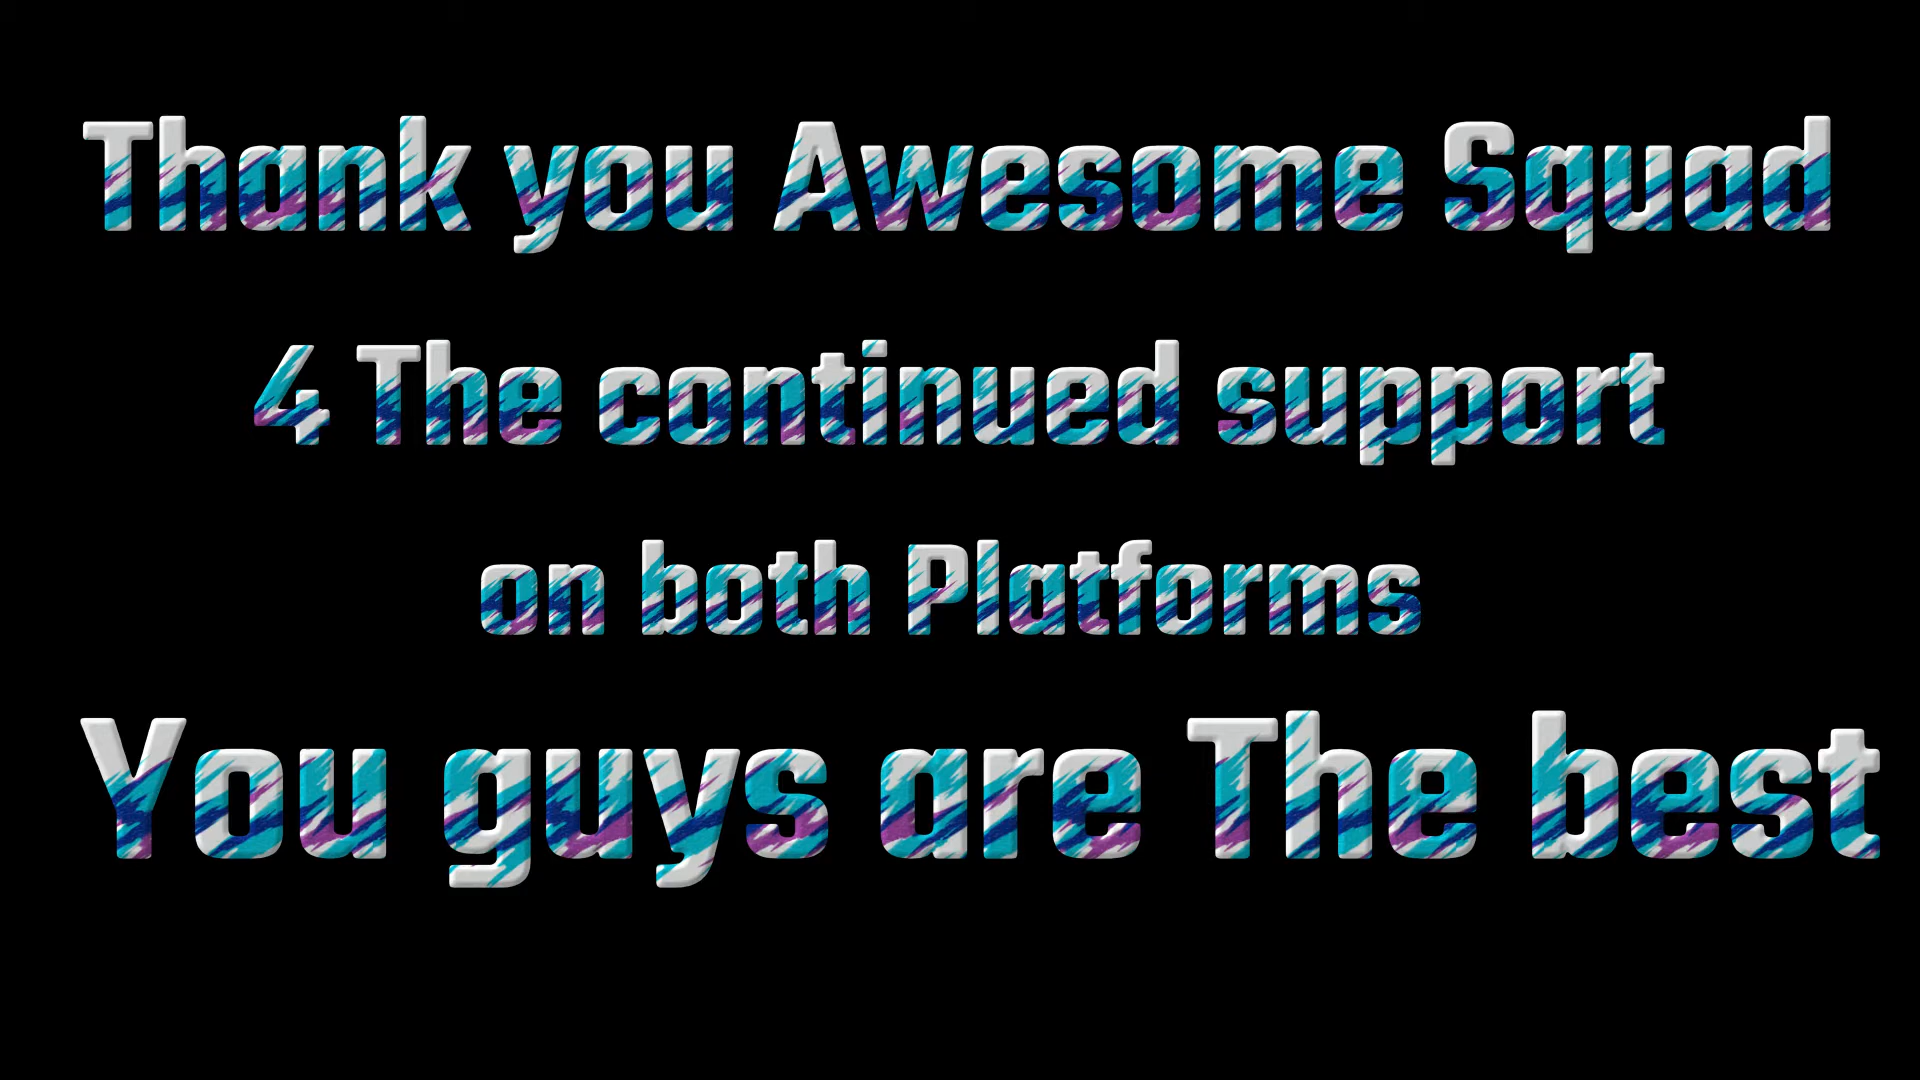 Thank you Awesome Squad
4 The continued support
on both Platforms
You guys are The best